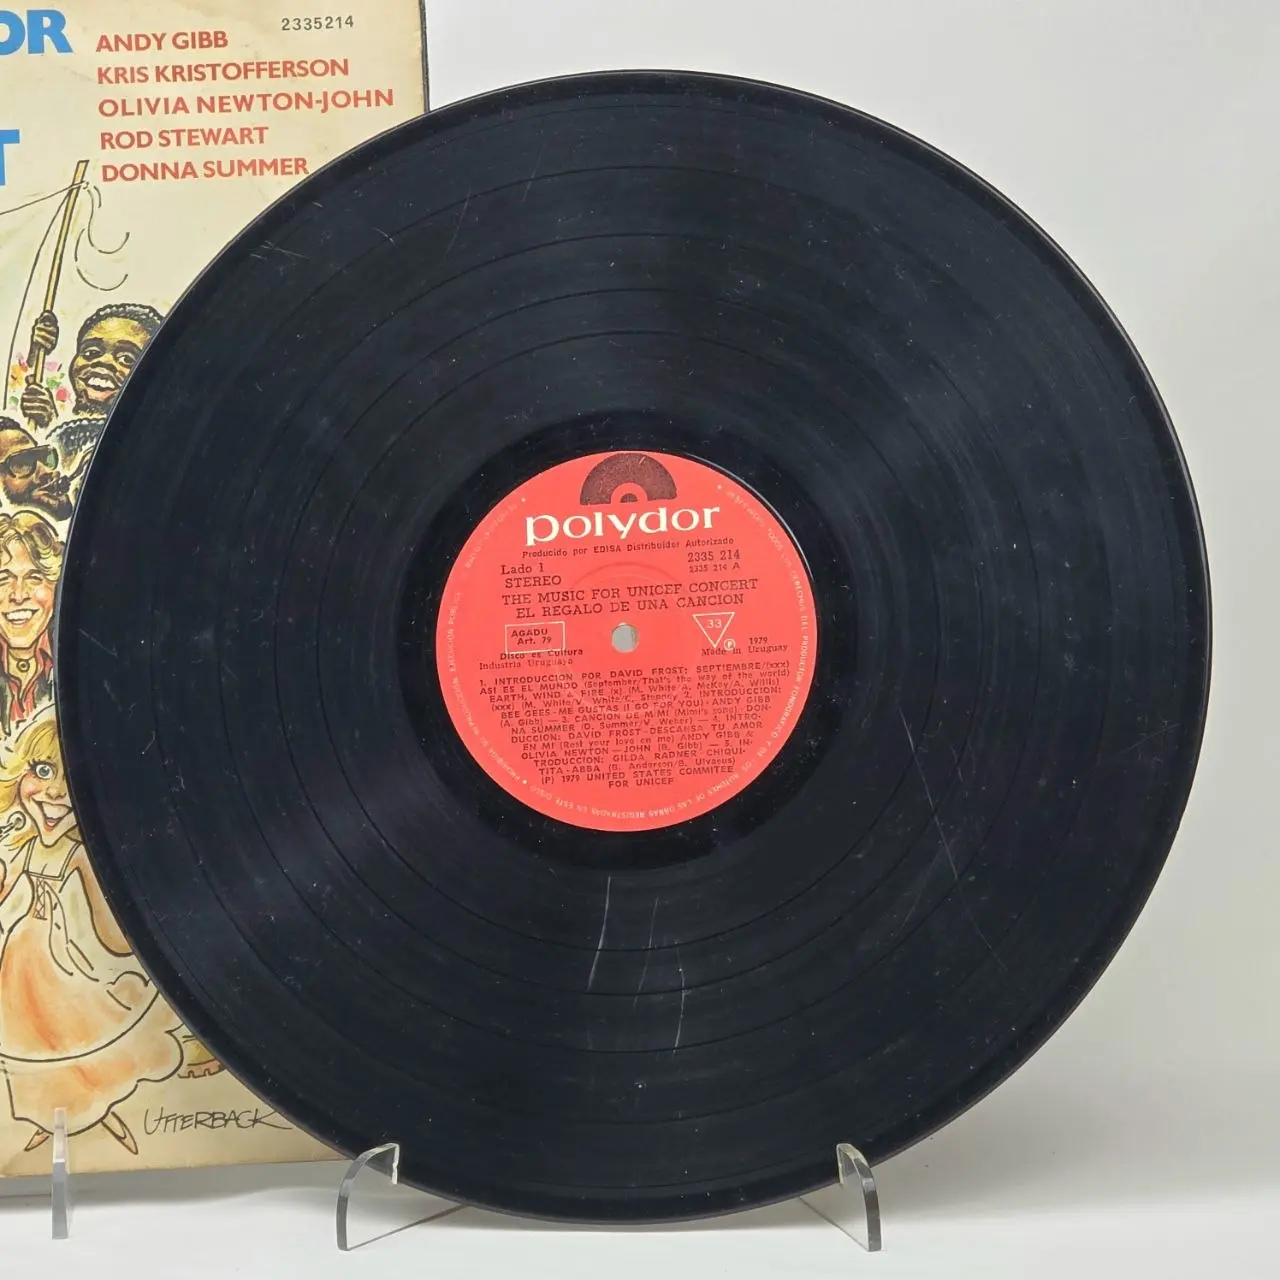 OR
T
2335214
ANDY GIBB
KRIS KRISTOFFERSON
OLIVIA NEWTON-JOHN
ROD STEWART
DONNA SUMMER
UTTERBACK
polydor
Producido por EDISA Distribuidor Autorizado
Lado 1
2335 214
STEREO
2335 214 A
THE MUSIC FOR UNICEF CONCERT
EL REGALO DE UNA CANCION
AGADU
Art. 79
33
Disco es Cultura
Industria Uruguaya
P 1979
Made in Uruguay
1. INTRODUCCION POR DAVID FROST: SEPTIEMBRE/(xxx)
ASI ES EL MUNDO (September/That's the way of the world)
EARTH, WIND & FIRE (x) (M. White/A. McKay/A. Willis)
(xxx) (M. White/V. White/C. Stepney 2. INTRODUCCION:
BEE GEES - ME GUSTAS (I GO FOR YOU) - ANDY GIBB
(A. Gibb) — 3. CANCION DE MIMI (Mimi's song) DON-
NA SUMMER (D. Summer/V. Weber) — 4. INTRO-
DUCCION: DAVID FROST - DESCANSA TU AMOR
EN MI (Rest your love on me) ANDY GIBB &
OLIVIA NEWTON — JOHN (B. Gibb) — 5. IN-
TRODUCCION: GILDA RADNER CHIQUI-
TITA - ABBA (B. Anderson/B. Ulvaeus)
(P) 1979 UNITED STATES COMMITEE
FOR UNICEF